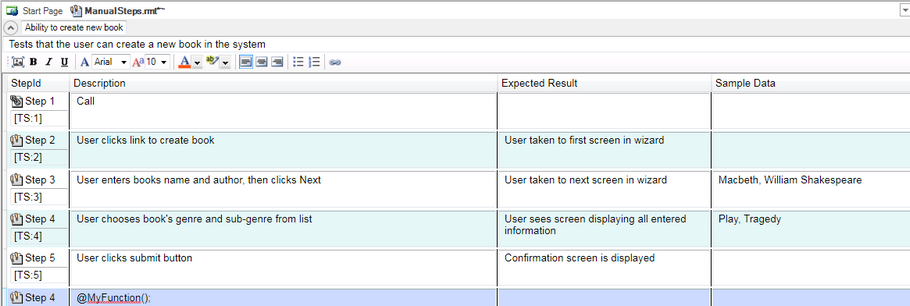 Start Page ManualSteps.rmt*
Ability to create new book
Tests that the user can create a new book in the system
B I U A Arial Aa 10 A ab
StepId Description Expected Result Sample Data
Step 1 Call
[TS:1]
Step 2 User clicks link to create book User taken to first screen in wizard
[TS:2]
Step 3 User enters books name and author, then clicks Next User taken to next screen in wizard Macbeth, William Shakespeare
[TS:3]
Step 4 User chooses book's genre and sub-genre from list User sees screen displaying all entered Play, Tragedy
[TS:4] information
Step 5 User clicks submit button Confirmation screen is displayed
[TS:5]
Step 4 @MyFunction();